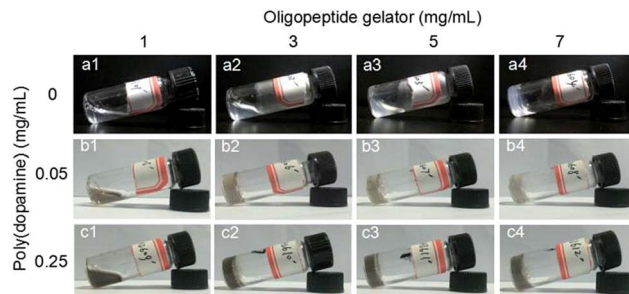 Oligopeptide gelator (mg/mL)
1 3 5 7
Poly(dopamine) (mg/mL)
0
a1 a2 a3 a4
0.05
b1 b2 b3 b4
0.25
c1 c2 c3 c4